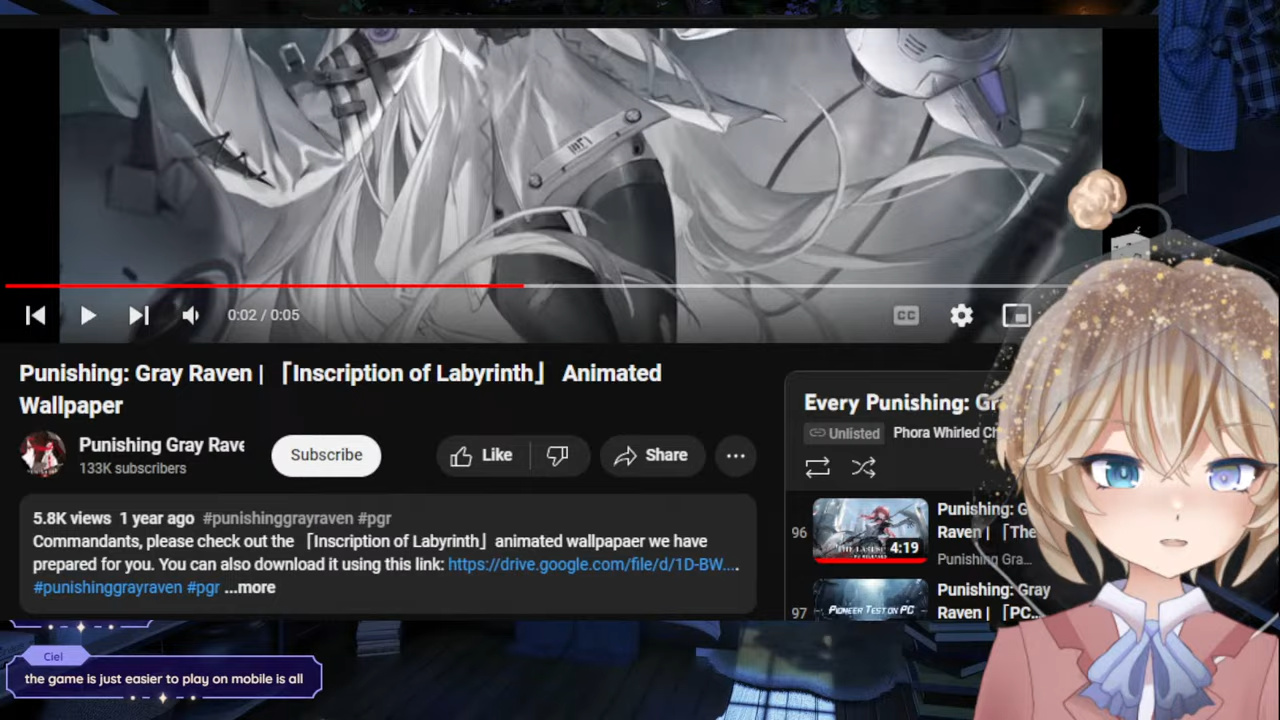 0:02 / 0:05
CC
Punishing: Gray Raven | 「Inscription of Labyrinth」 Animated
Wallpaper
Punishing Gray Rave
133K subscribers
Subscribe
Like
Share
5.8K views 1 year ago #punishinggrayraven #pgr
Commandants, please check out the 「Inscription of Labyrinth」 animated wallpapaer we have
prepared for you. You can also download it using this link: https://drive.google.com/file/d/1D-BW....
#punishinggrayraven #pgr ...more
Every Punishing: Gr
Unlisted Phora Whirled Ch
96
4:19
Punishing: G
Raven | 「The
Punishing Gra...
97
PIONEER TEST ON PC
Punishing: Gray
Raven | 「PC...
Ciel
the game is just easier to play on mobile is all